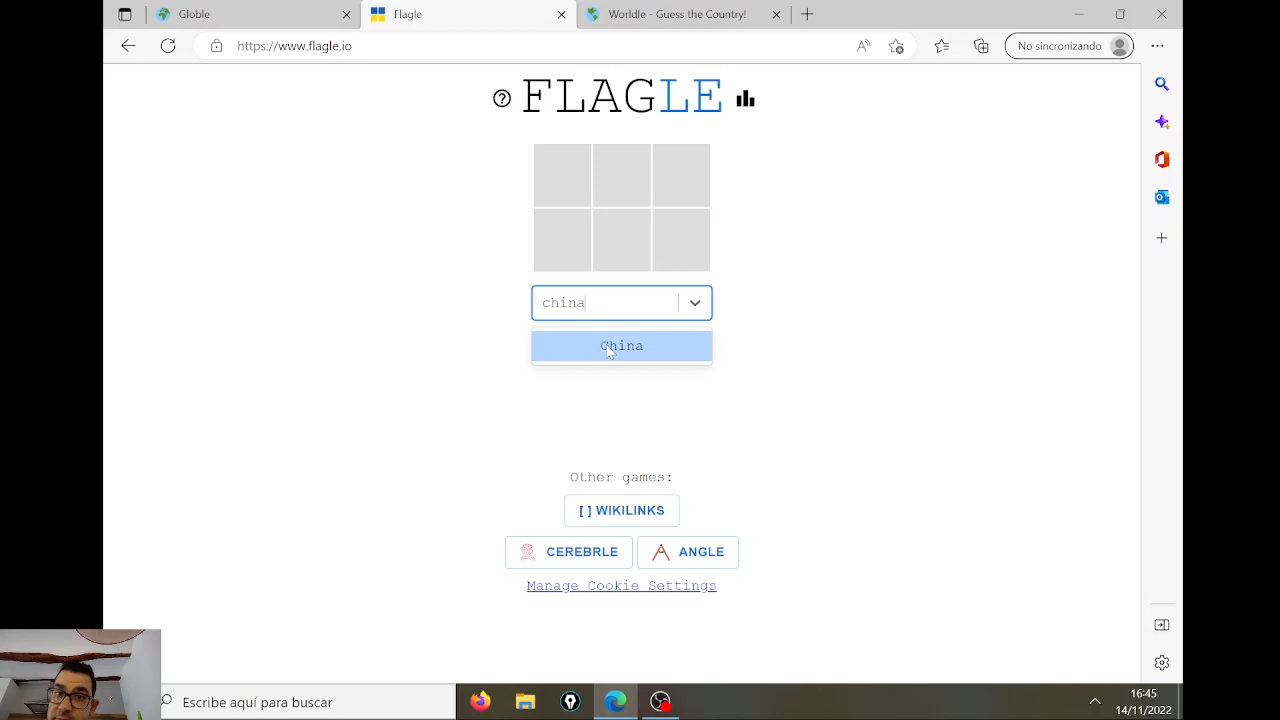 Globle
Flagle
Worldle - Guess the Country!
https://www.flagle.io
No sincronizando
FLAGLE
china
China
Other games:
[ ] WIKILINKS
CEREBRLE
ANGLE
Manage Cookie Settings
Escribe aquí para buscar
16:45
14/11/2022